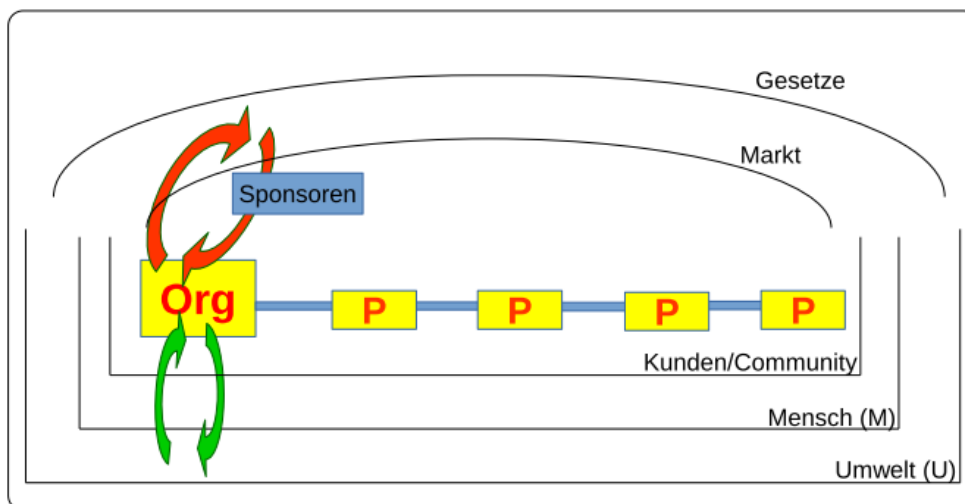 Gesetze
Markt
Sponsoren
Org
P
P
P
P
Kunden/Community
Mensch (M)
Umwelt (U)